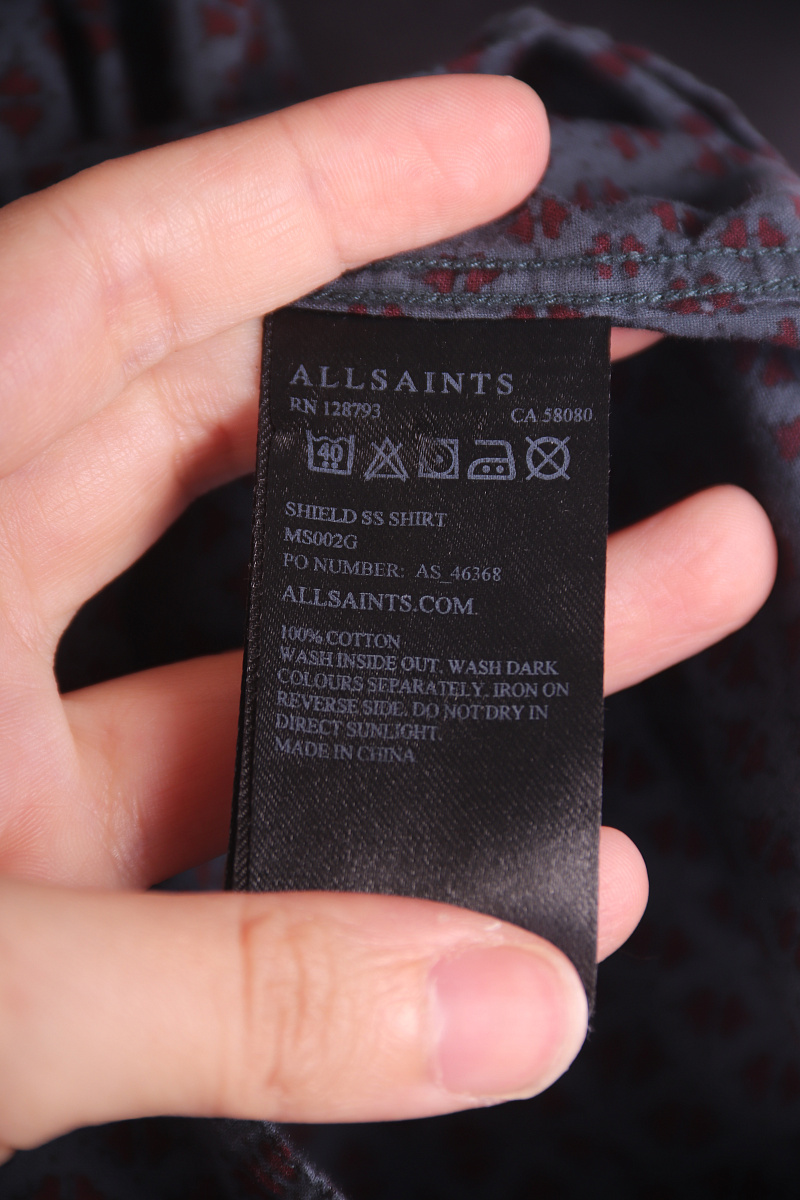 ALLSAINTS
RN 128793 CA 58080
40
SHIELD SS SHIRT
MS002G
PO NUMBER: AS_46368
ALLSAINTS.COM
100% COTTON
WASH INSIDE OUT. WASH DARK
COLOURS SEPARATELY. IRON ON
REVERSE SIDE. DO NOT DRY IN
DIRECT SUNLIGHT.
MADE IN CHINA